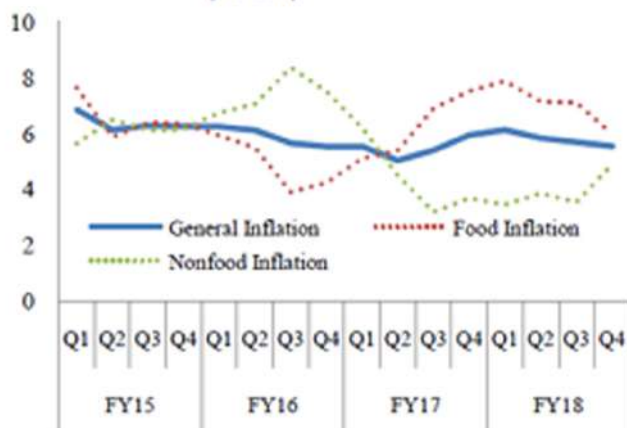 10
8
6
4
2
0
General Inflation
Food Inflation
Nonfood Inflation
Q1 Q2 Q3 Q4 Q1 Q2 Q3 Q4 Q1 Q2 Q3 Q4 Q1 Q2 Q3 Q4
FY15 FY16 FY17 FY18